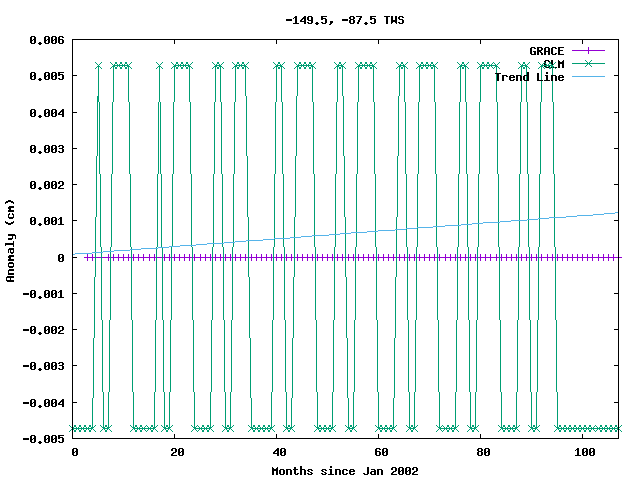 -149.5, -87.5 TWS
GRACE
CLM
Trend Line
0.006
0.005
0.004
0.003
0.002
0.001
0
-0.001
-0.002
-0.003
-0.004
-0.005
Anomaly (cm)
0 20 40 60 80 100
Months since Jan 2002